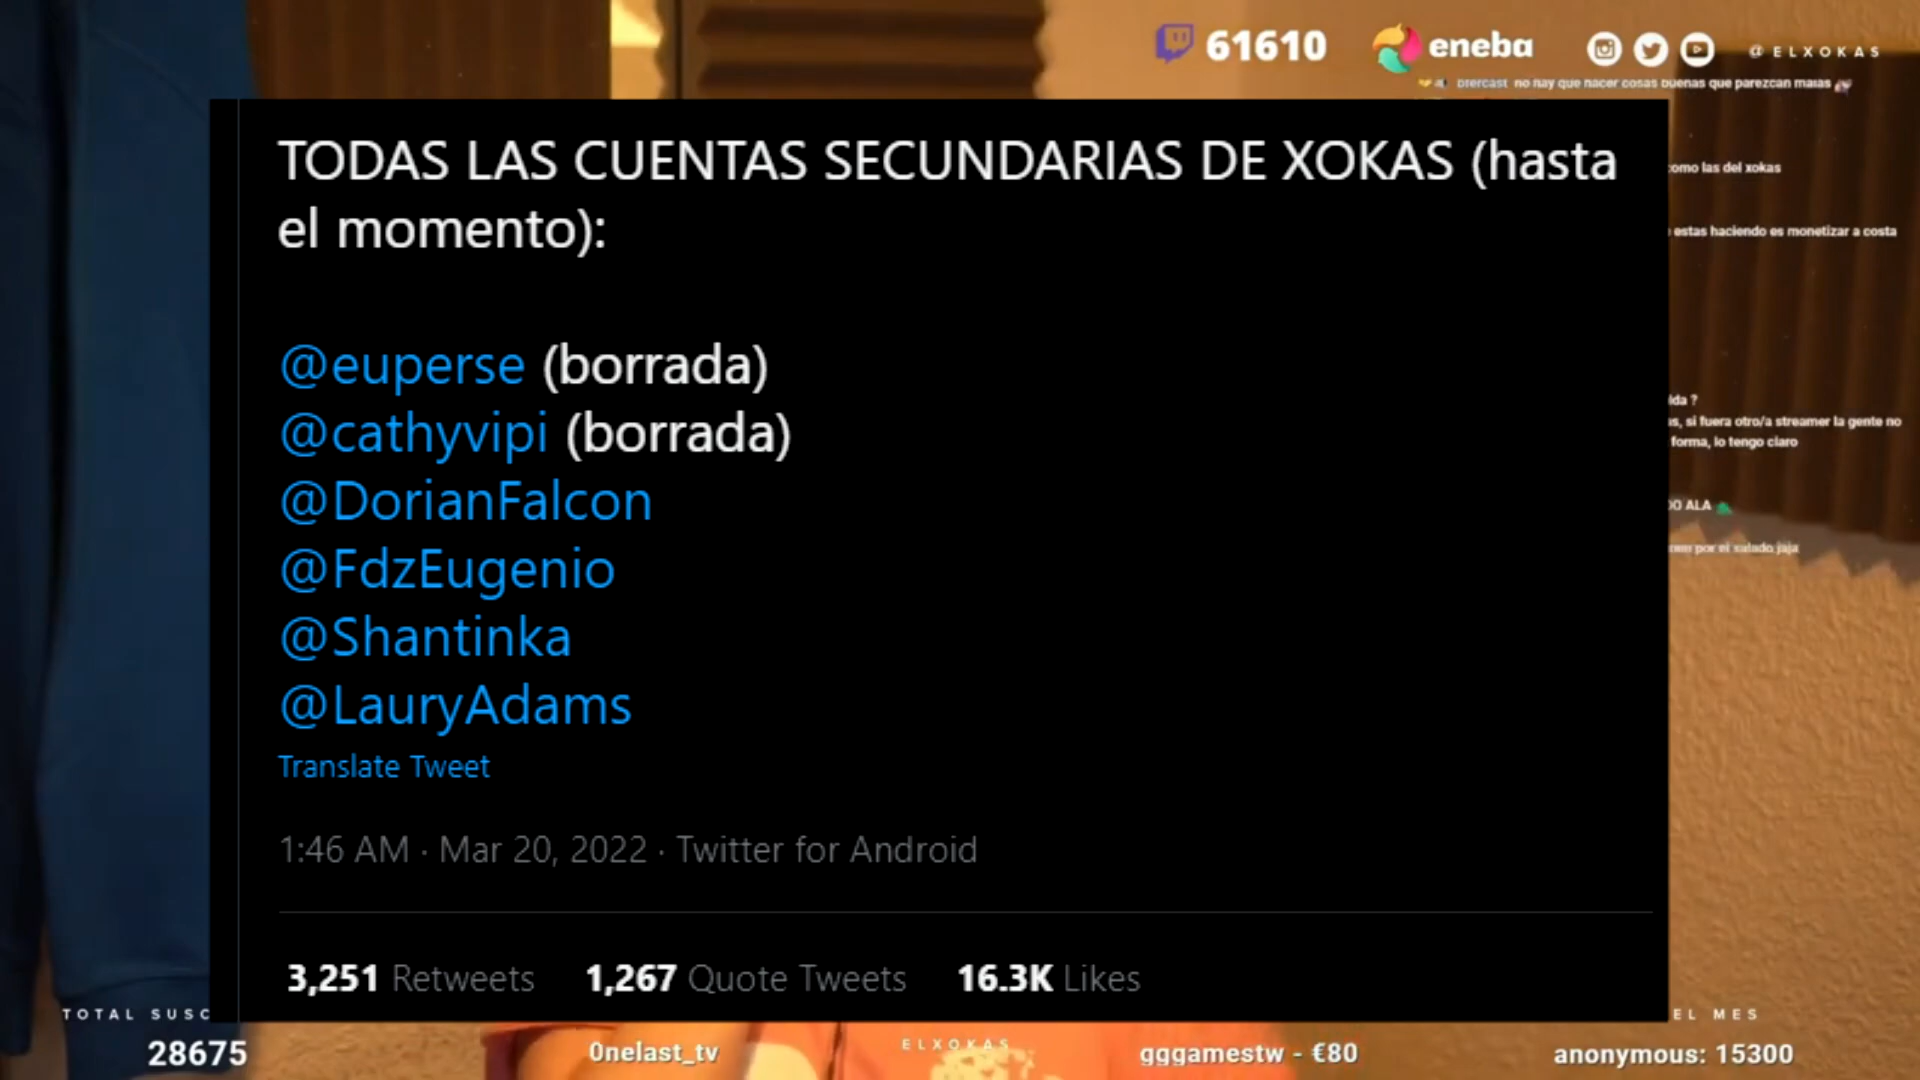 61610
eneba
@ELXOKAS
no hay que hacer cosas buenas que parezcan malas
TODAS LAS CUENTAS SECUNDARIAS DE XOKAS (hasta
el momento):
como las del xokas
estas haciendo es monetizar a costa
@euperse (borrada)
@cathyvipi (borrada)
@DorianFalcon
@FdzEugenio
@Shantinka
@LauryAdams
si fuera otro/a streamer la gente no
forma, lo tengo claro
ALA
por el salado jaja
Translate Tweet
1:46 AM · Mar 20, 2022 · Twitter for Android
3,251 Retweets 1,267 Quote Tweets 16.3K Likes
TOTAL SUSC
EL MES
28675
0nelast_tv
ELXOKAS
gggamestw - €80
anonymous: 15300